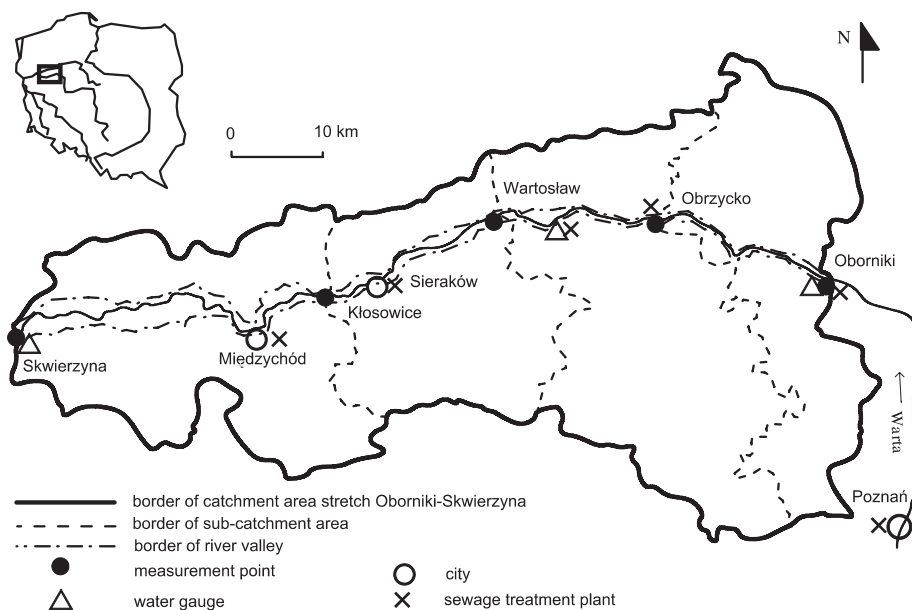 N
0 10 km
Wartosław
Obrzycko
Oborniki
Sieraków
Kłosowice
Międzychód
Skwierzyna
Warta
Poznań
border of catchment area stretch Oborniki-Skwierzyna
border of sub-catchment area
border of river valley
measurement point
city
water gauge
sewage treatment plant